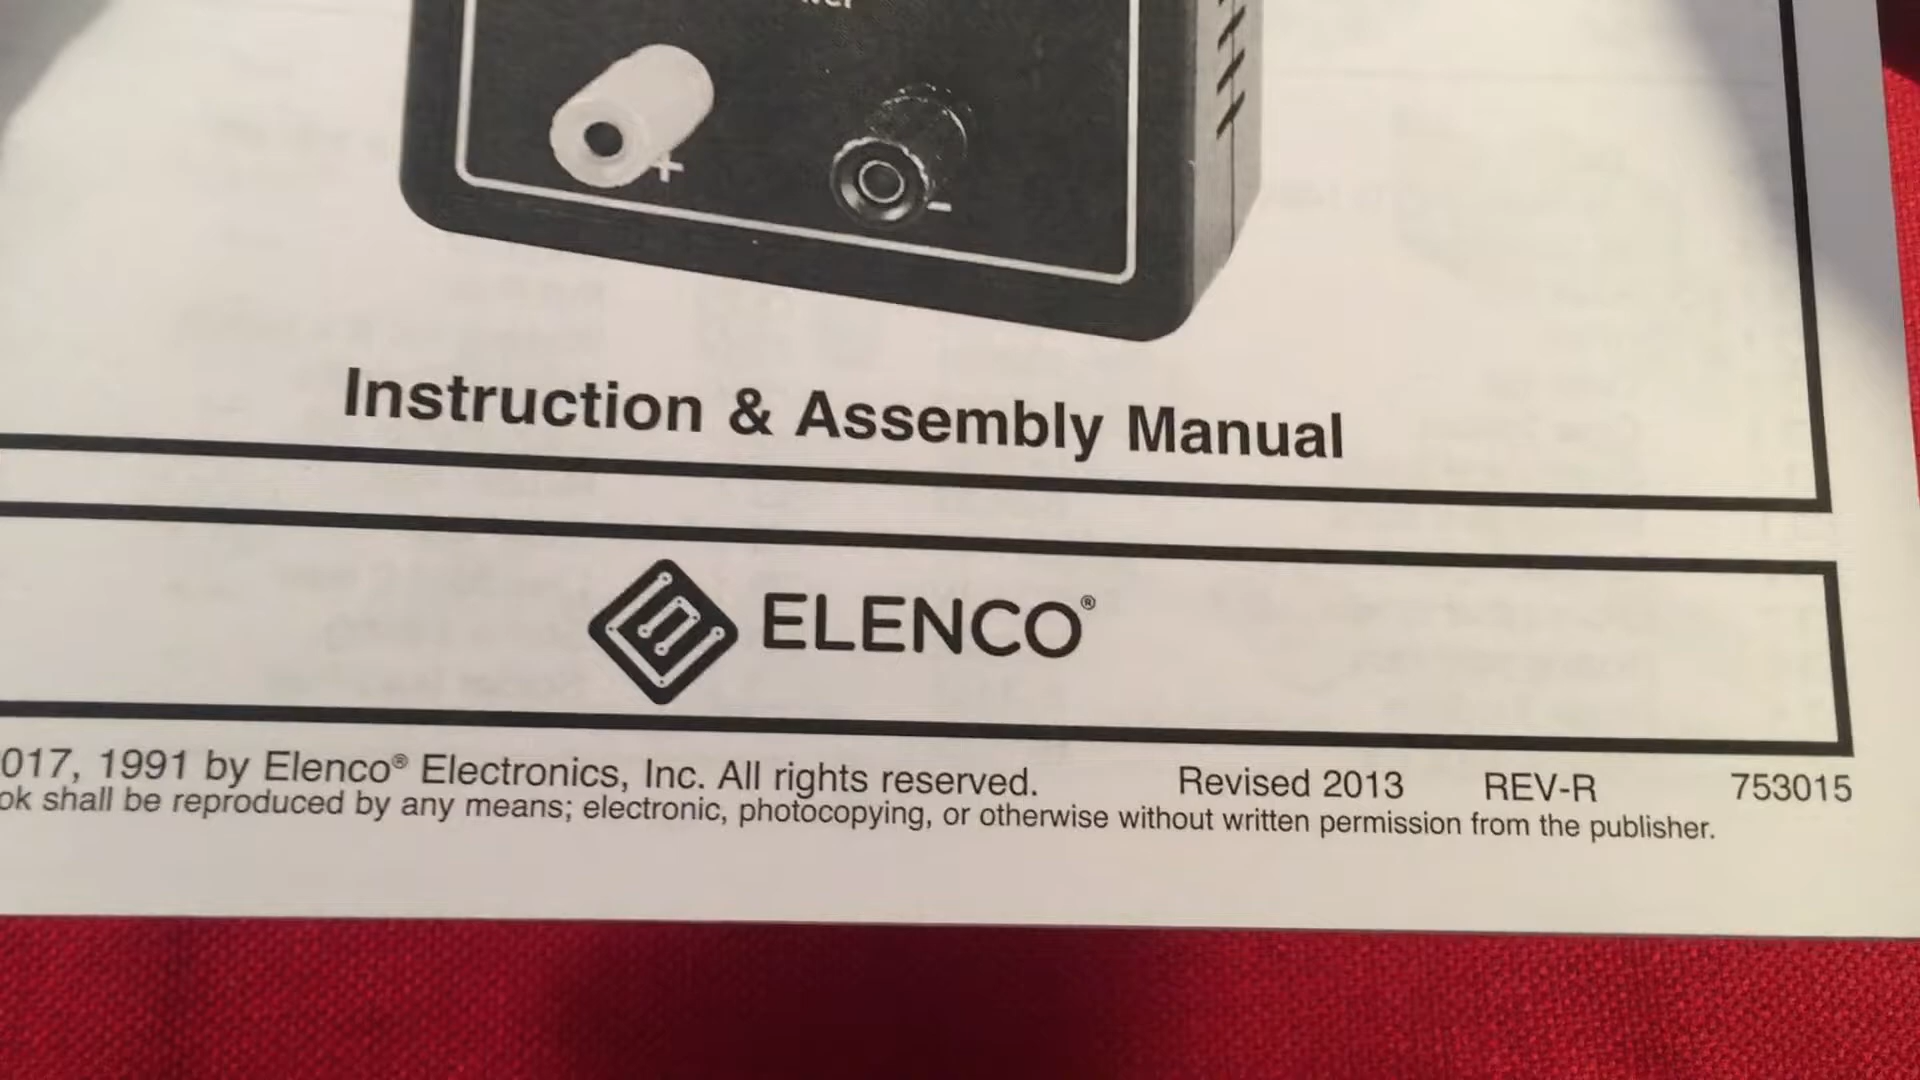 +
-
Instruction & Assembly Manual
ELENCO®
017, 1991 by Elenco® Electronics, Inc. All rights reserved. Revised 2013 REV-R 753015
ok shall be reproduced by any means; electronic, photocopying, or otherwise without written permission from the publisher.